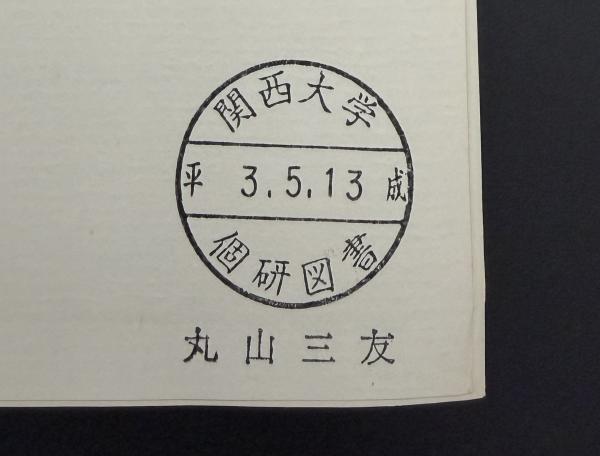 関西大学
平 3.5.13 成
個研図書
丸山三友